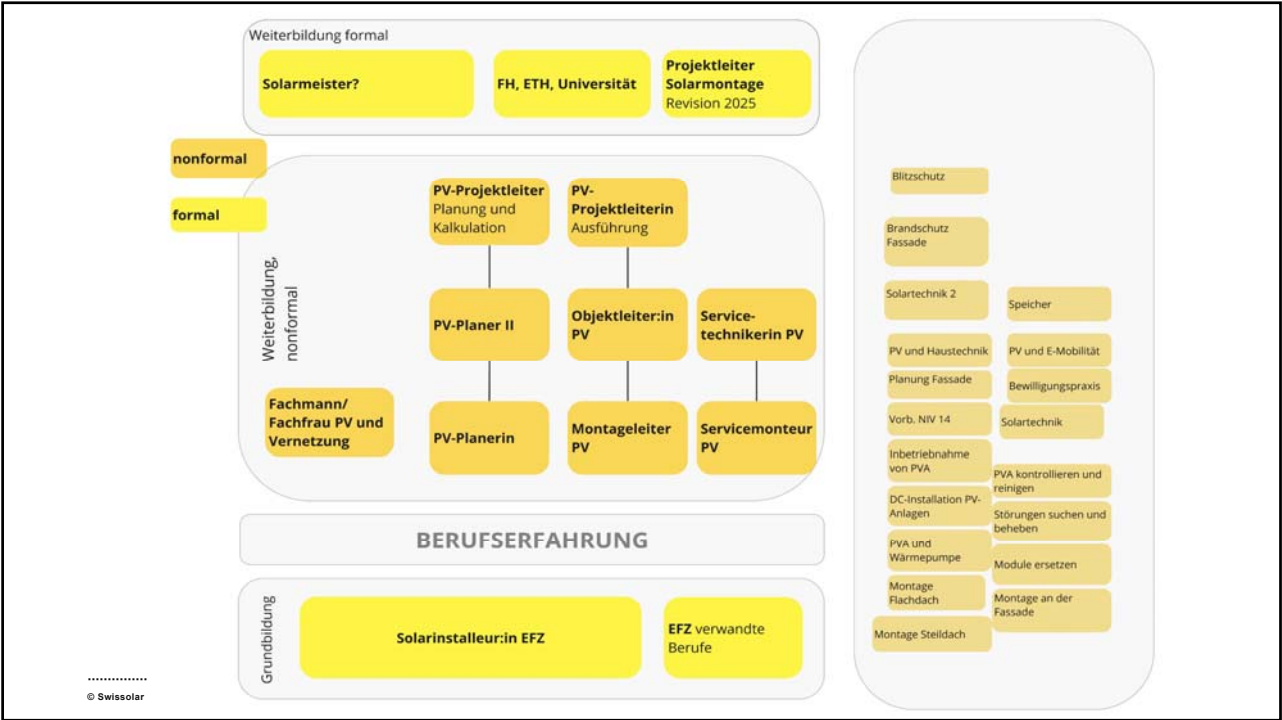 Weiterbildung formal
Solarmeister?
FH, ETH, Universität
Projektleiter
Solarmontage
Revision 2025
nonformal
formal
Weiterbildung,
nonformal
PV-Projektleiter
Planung und
Kalkulation
PV-
Projektleiterin
Ausführung
PV-Planer II
Objektleiter:in
PV
Service-
technikerin PV
Fachmann/
Fachfrau PV und
Vernetzung
PV-Planerin
Montageleiter
PV
Servicemonteur
PV
BERUFSERFAHRUNG
Grundbildung
Solarinstalleur:in EFZ
EFZ verwandte
Berufe
Blitzschutz
Brandschutz
Fassade
Solartechnik 2
Speicher
PV und Haustechnik
PV und E-Mobilität
Planung Fassade
Bewilligungspraxis
Vorb. NIV 14
Solartechnik
Inbetriebnahme
von PVA
PVA kontrollieren und
reinigen
DC-Installation PV-
Anlagen
Störungen suchen und
beheben
PVA und
Wärmepumpe
Module ersetzen
Montage
Flachdach
Montage an der
Fassade
Montage Steildach
...............
© Swissolar